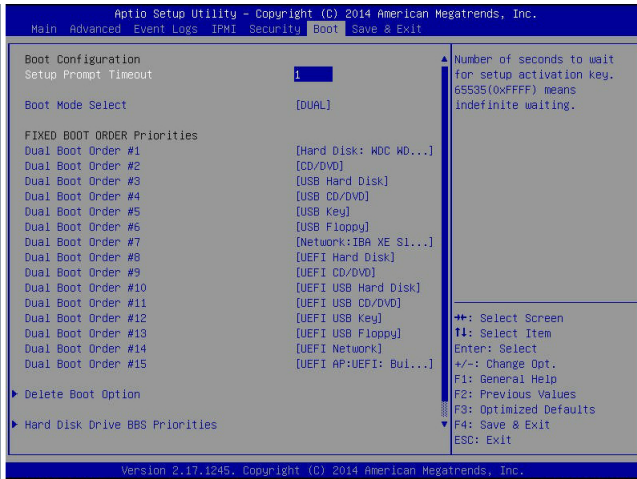 Aptio Setup Utility - Copyright (C) 2014 American Megatrends, Inc.
Main Advanced Event Logs IPMI Security Boot Save & Exit
Boot Configuration
Setup Prompt Timeout 1
Boot Mode Select [DUAL]
FIXED BOOT ORDER Priorities
Dual Boot Order #1 [Hard Disk: WDC WD...]
Dual Boot Order #2 [CD/DVD]
Dual Boot Order #3 [USB Hard Disk]
Dual Boot Order #4 [USB CD/DVD]
Dual Boot Order #5 [USB Key]
Dual Boot Order #6 [USB Floppy]
Dual Boot Order #7 [Network:IBA XE Sl...]
Dual Boot Order #8 [UEFI Hard Disk]
Dual Boot Order #9 [UEFI CD/DVD]
Dual Boot Order #10 [UEFI USB Hard Disk]
Dual Boot Order #11 [UEFI USB CD/DVD]
Dual Boot Order #12 [UEFI USB Key]
Dual Boot Order #13 [UEFI USB Floppy]
Dual Boot Order #14 [UEFI Network]
Dual Boot Order #15 [UEFI AP:UEFI: Bui...]
Delete Boot Option
Hard Disk Drive BBS Priorities
Number of seconds to wait
for setup activation key.
65535(0xFFFF) means
indefinite waiting.
→←: Select Screen
↑↓: Select Item
Enter: Select
+/-: Change Opt.
F1: General Help
F2: Previous Values
F3: Optimized Defaults
F4: Save & Exit
ESC: Exit
Version 2.17.1245. Copyright (C) 2014 American Megatrends, Inc.